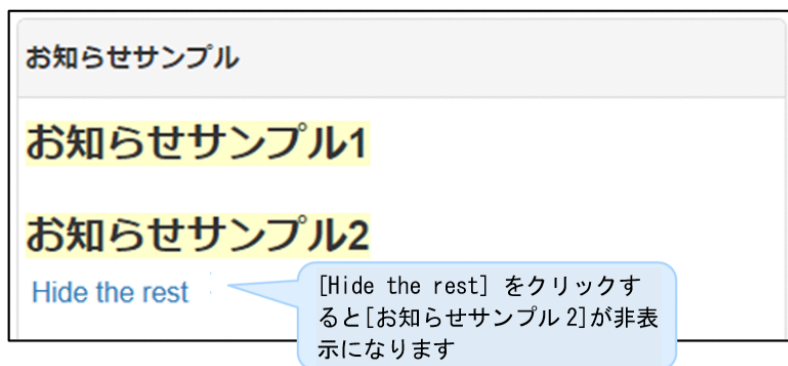 お知らせサンプル
お知らせサンプル1
お知らせサンプル2
Hide the rest
[Hide the rest] をクリックす
ると[お知らせサンプル 2]が非表
示になります